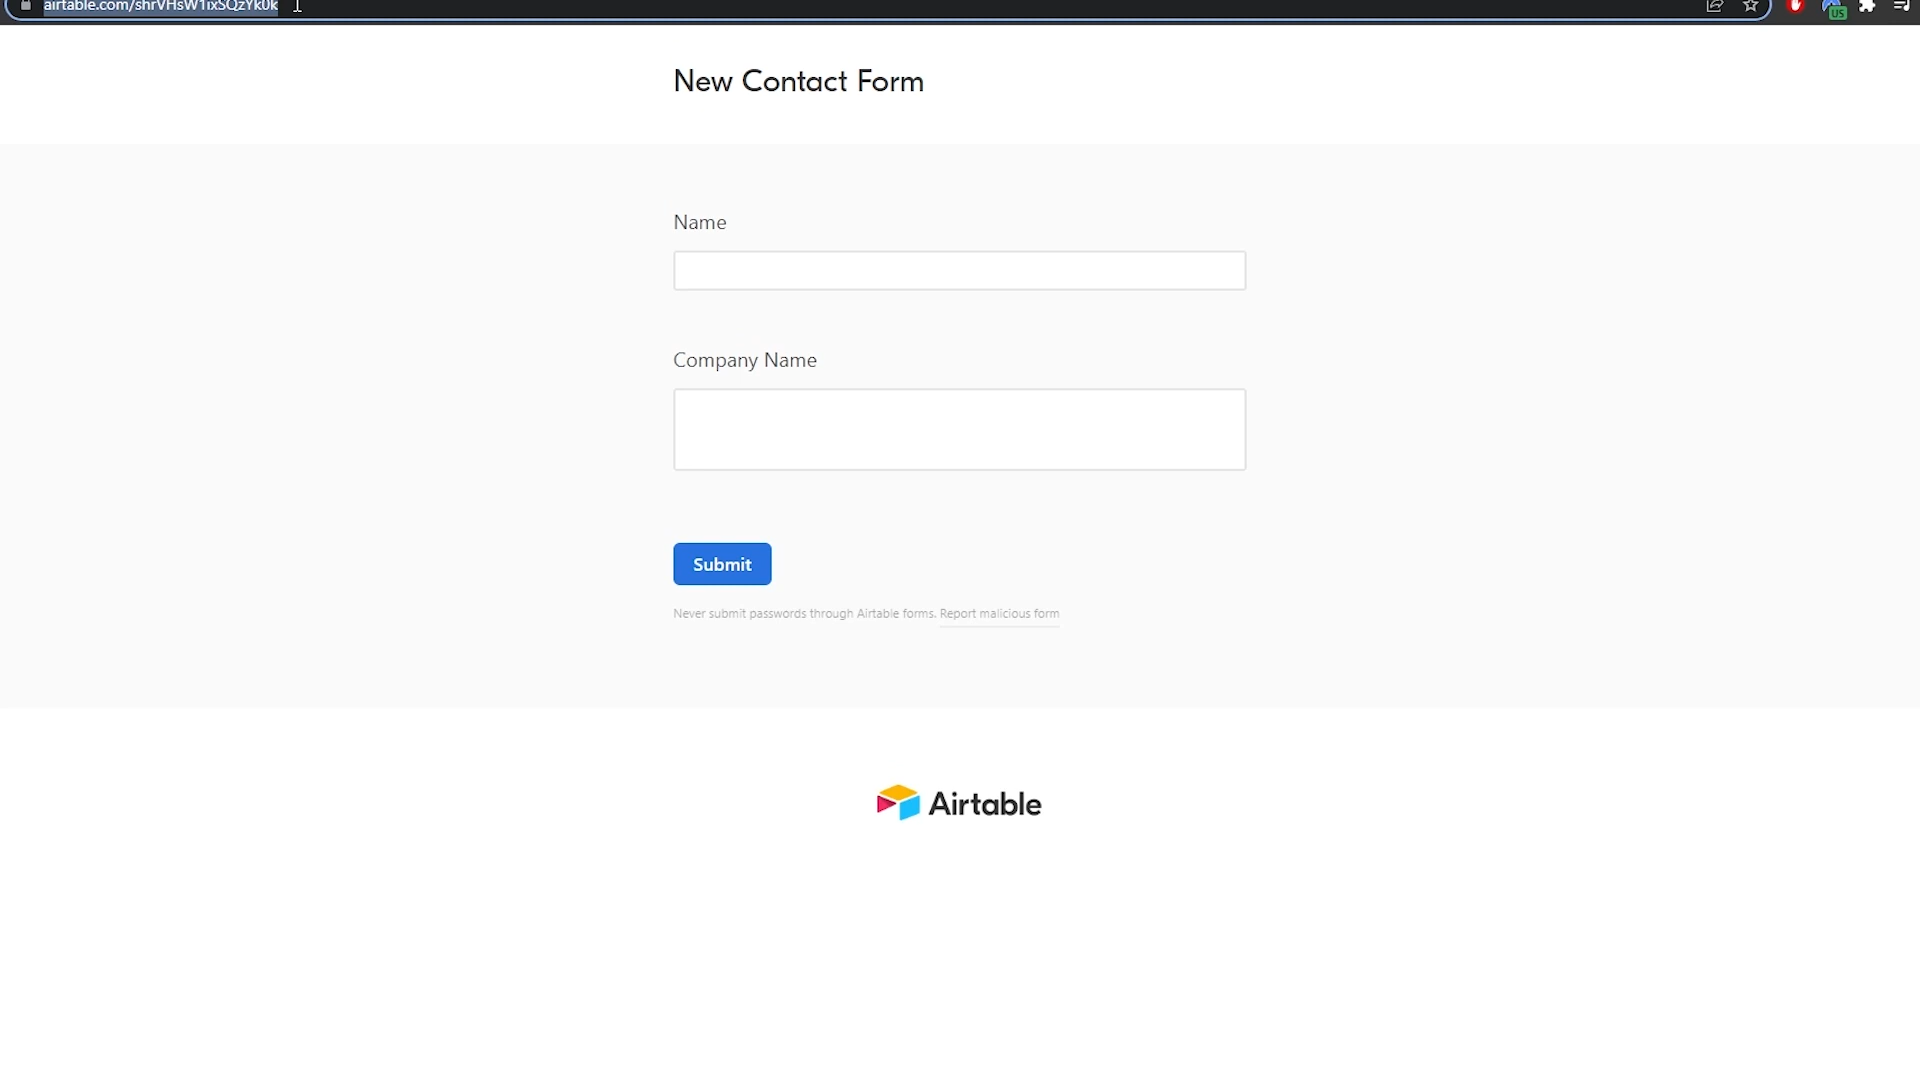 airtable.com/shrVHsW1ixSQzYk0k
US
New Contact Form
Name
Company Name
Submit
Never submit passwords through Airtable forms. Report malicious form
Airtable